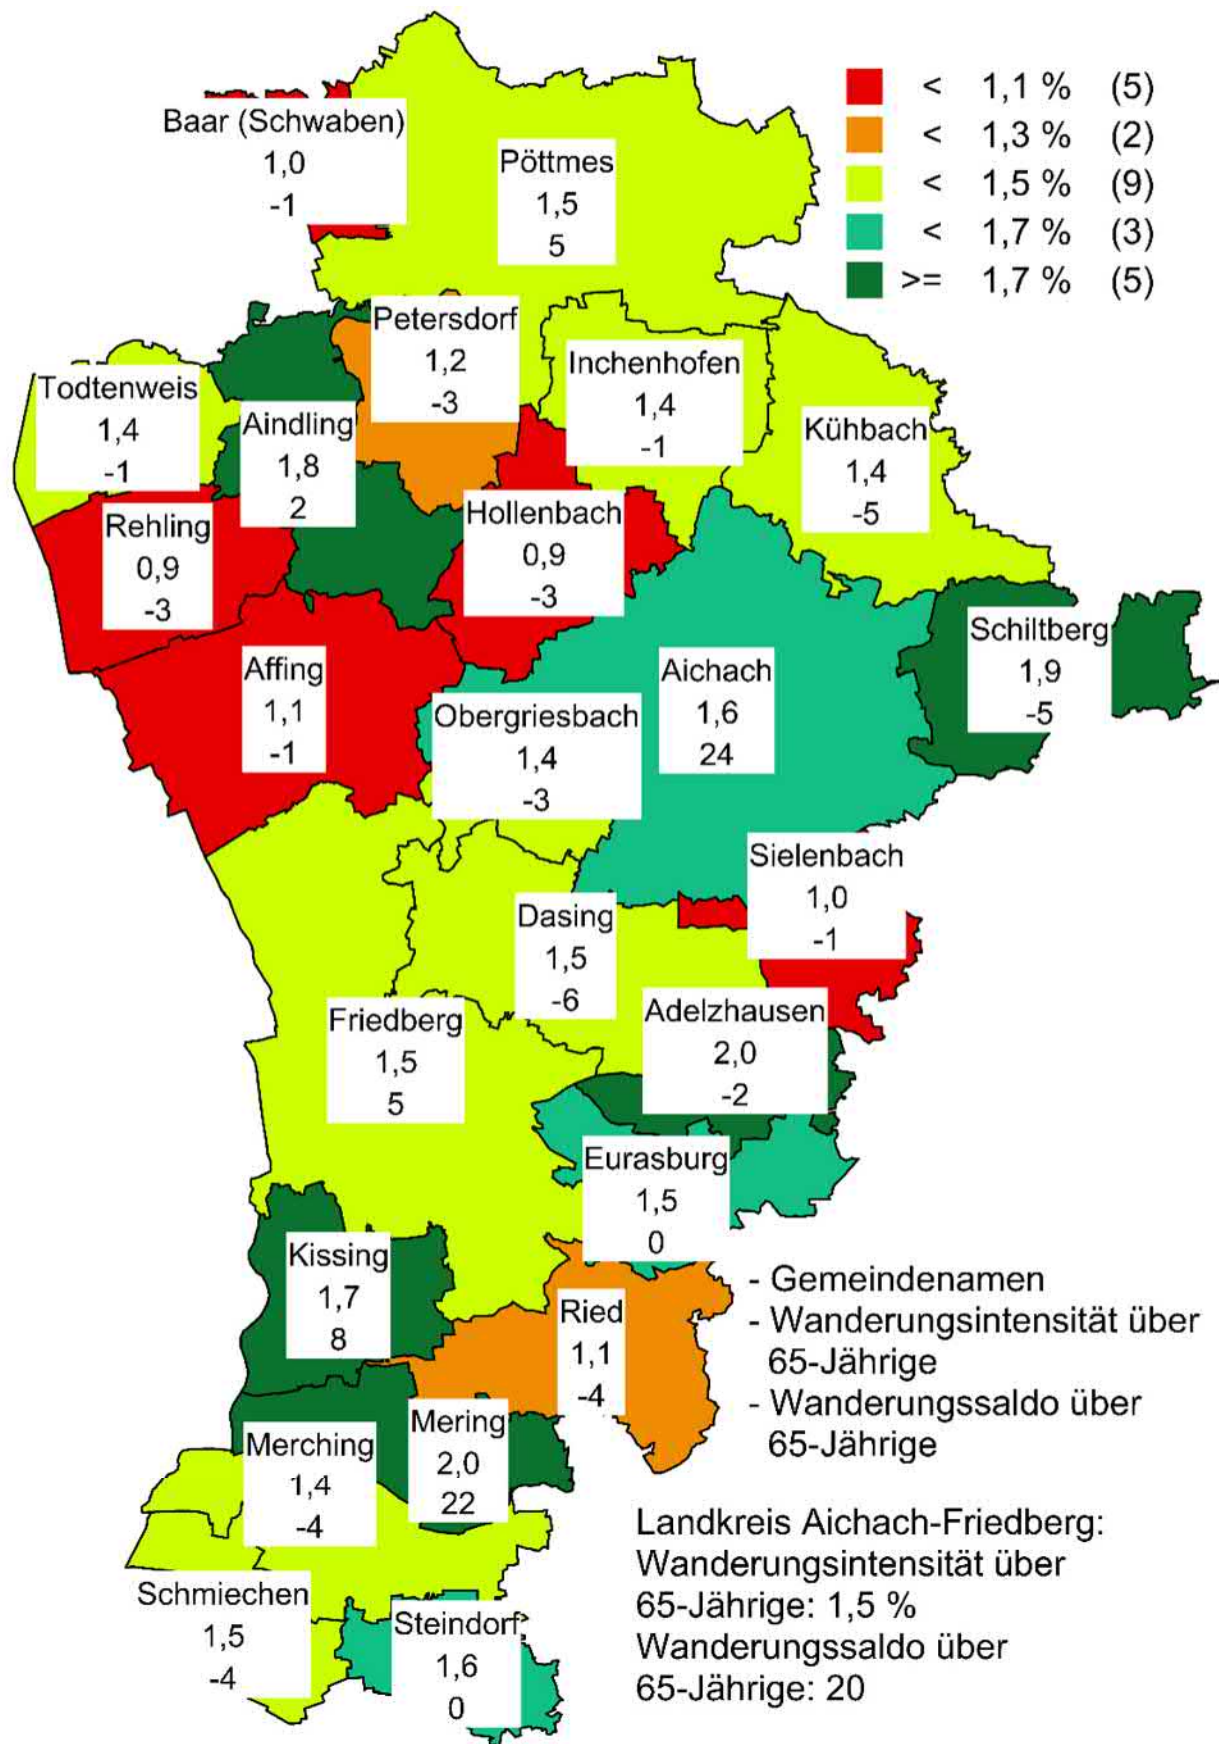 < 1,1 % (5)
< 1,3 % (2)
< 1,5 % (9)
< 1,7 % (3)
>= 1,7 % (5)
Baar (Schwaben)
1,0
-1
Pöttmes
1,5
5
Petersdorf
1,2
-3
Inchenhofen
1,4
-1
Todtenweis
1,4
-1
Aindling
1,8
2
Kühbach
1,4
-5
Rehling
0,9
-3
Hollenbach
0,9
-3
Schiltberg
1,9
-5
Affing
1,1
-1
Aichach
1,6
24
Obergriesbach
1,4
-3
Sielenbach
1,0
-1
Dasing
1,5
-6
Friedberg
1,5
5
Adelzhausen
2,0
-2
Eurasburg
1,5
0
Kissing
1,7
8
Ried
1,1
-4
Mering
2,0
22
Merching
1,4
-4
Schmiechen
1,5
-4
Steindorf
1,6
0
- Gemeindenamen
- Wanderungsintensität über
65-Jährige
- Wanderungssaldo über
65-Jährige
Landkreis Aichach-Friedberg:
Wanderungsintensität über
65-Jährige: 1,5 %
Wanderungssaldo über
65-Jährige: 20